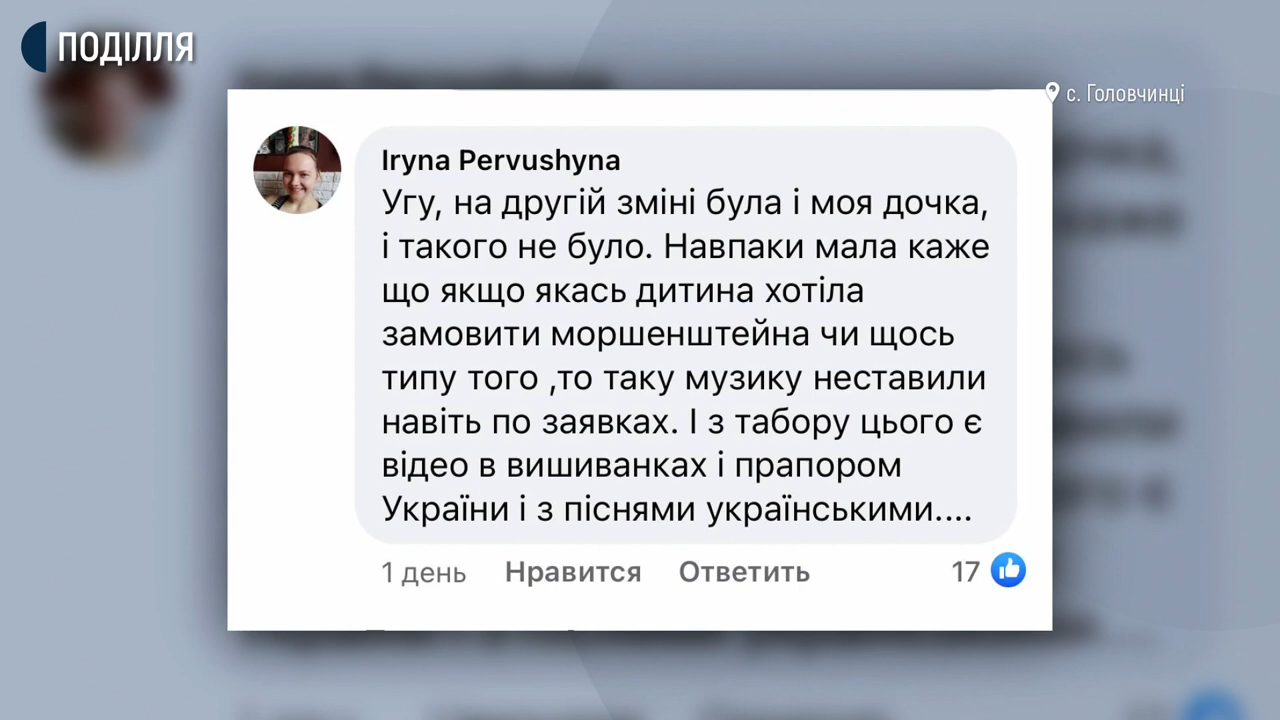 ПОДІЛЛЯ
с. Головчинці
Iryna Pervushyna
Угу, на другій зміні була і моя дочка,
і такого не було. Навпаки мала каже
що якщо якась дитина хотіла
замовити моршенштейна чи щось
типу того ,то таку музику неставили
навіть по заявках. І з табору цього є
відео в вишиванках і прапором
України і з піснями українськими....
1 день Нравится Ответить 17